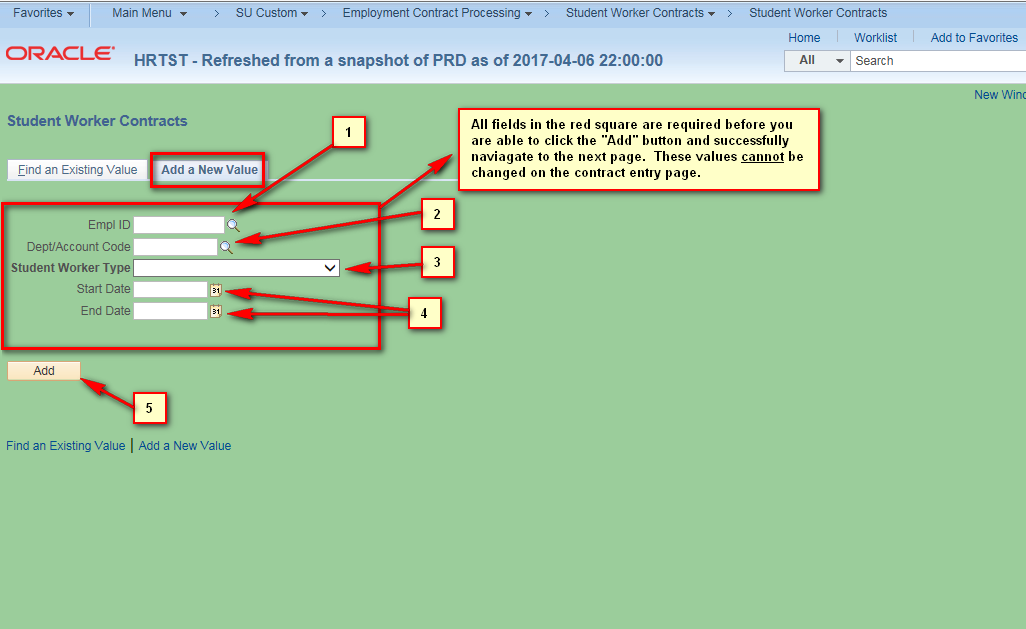 Favorites Main Menu > SU Custom > Employment Contract Processing > Student Worker Contracts > Student Worker Contracts
Home Worklist Add to Favorites
ORACLE
HRTST - Refreshed from a snapshot of PRD as of 2017-04-06 22:00:00
All Search
New Wind
Student Worker Contracts
1
All fields in the red square are required before you
are able to click the "Add" button and successfully
naviagate to the next page. These values cannot be
changed on the contract entry page.
Find an Existing Value Add a New Value
Empl ID
2
Dept/Account Code
Student Worker Type
3
Start Date 31
End Date 31
4
Add
5
Find an Existing Value | Add a New Value